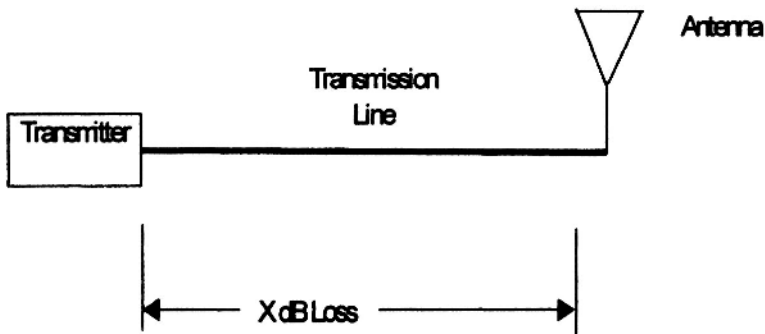 Antenna
Transmission
Line
Transmitter
X dB Loss